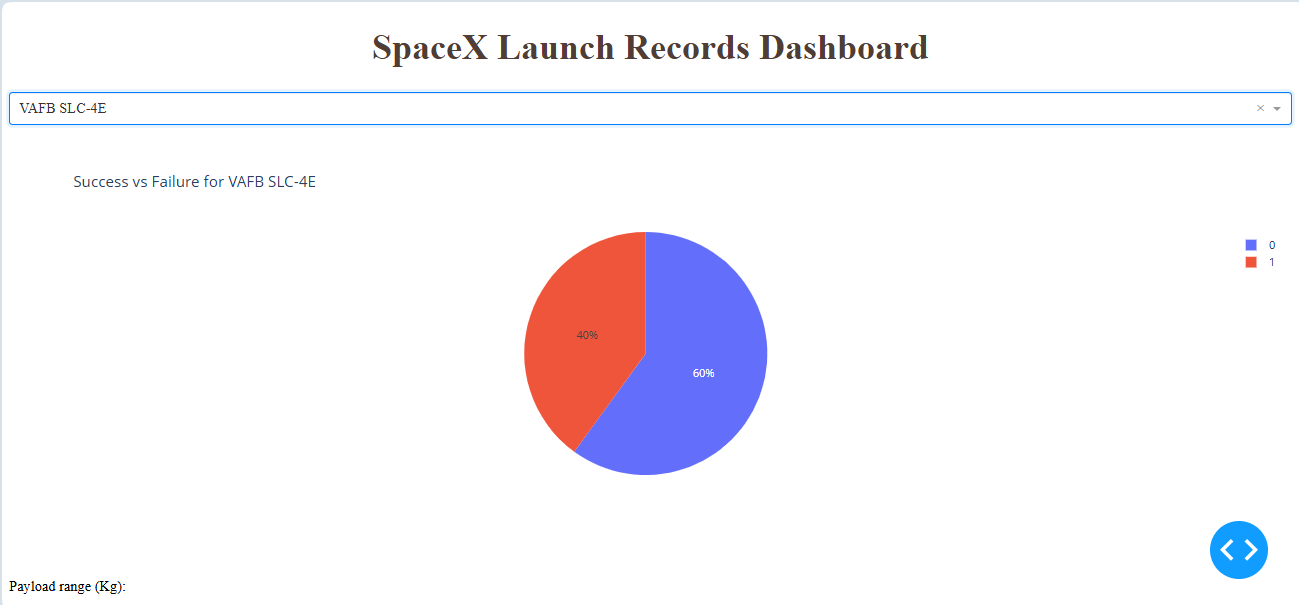 SpaceX Launch Records Dashboard
VAFB SLC-4E
Success vs Failure for VAFB SLC-4E
0
1
40%
60%
Payload range (Kg):